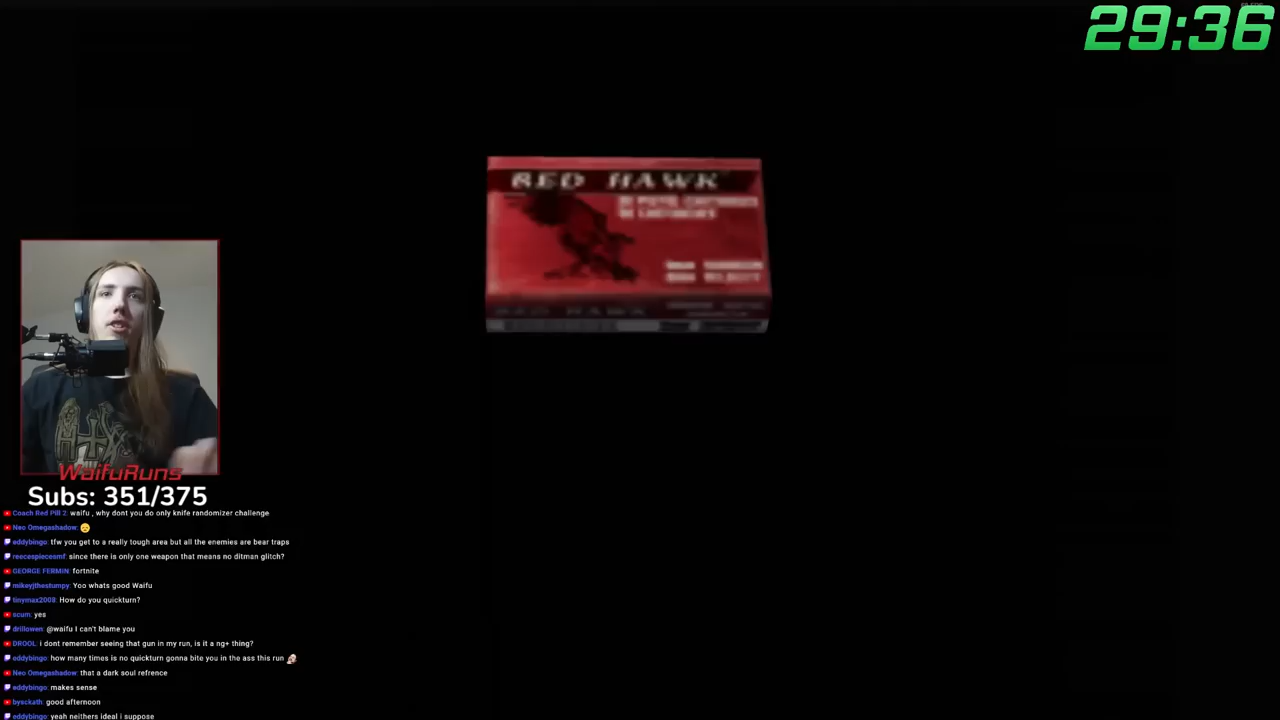 29:36
RED HAWK
RED HAWK
WaifuRuns
Subs: 351/375
Coach Red Pill 2: waifu , why dont you do only knife randomizer challenge
Neo Omegashadow:
eddybingo: tfw you get to a really tough area but all the enemies are bear traps
reecespiecesmf: since there is only one weapon that means no ditman glitch?
GEORGE FERMIN: fortnite
mikeyjthestumpy: Yoo whats good Waifu
tinymax2008: How do you quickturn?
scum: yes
drillowen: @waifu I can't blame you
DROOL: i dont remember seeing that gun in my run, is it a ng+ thing?
eddybingo: how many times is no quickturn gonna bite you in the ass this run
Neo Omegashadow: that a dark soul refrence
eddybingo: makes sense
bysckath: good afternoon
eddybingo: yeah neithers ideal i suppose